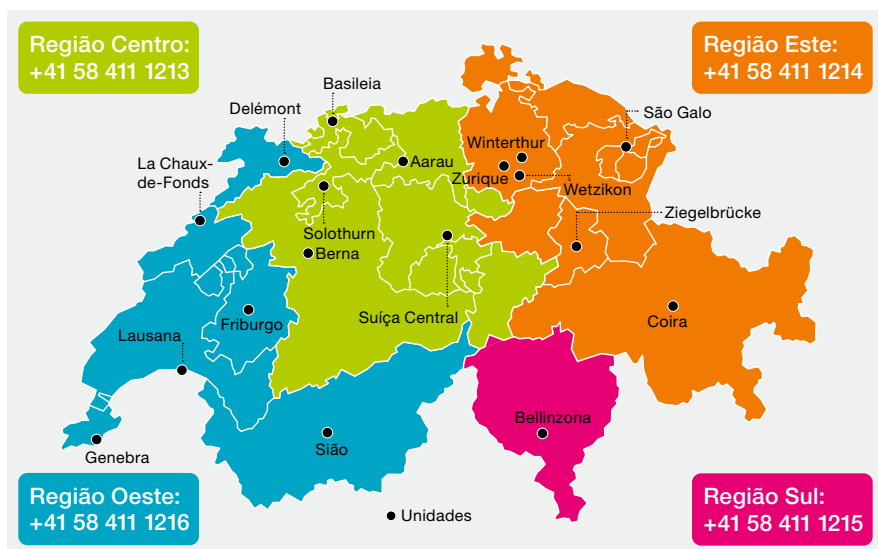 Região Centro:
+41 58 411 1213
Região Este:
+41 58 411 1214
Basileia
Delémont
São Galo
Winterthur
La Chaux-
de-Fonds
Aarau
Zurique
Wetzikon
Ziegelbrücke
Solothurn
Berna
Suíça Central
Friburgo
Coira
Lausana
Bellinzona
Sião
Genebra
Região Oeste:
+41 58 411 1216
Unidades
Região Sul:
+41 58 411 1215